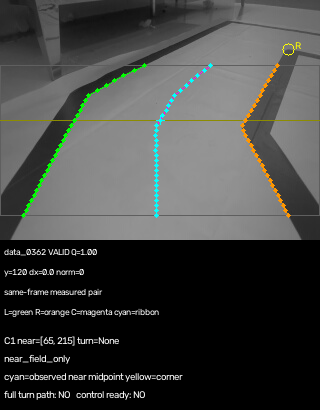 R
data_0362 VALID Q=1.00
y=120 dx=0.0 norm=0
same-frame measured pair
L=green R=orange C=magenta cyan=ribbon
C1 near=[65, 215] turn=None
near_field_only
cyan=observed near midpoint yellow=corner
full turn path: NO control ready: NO